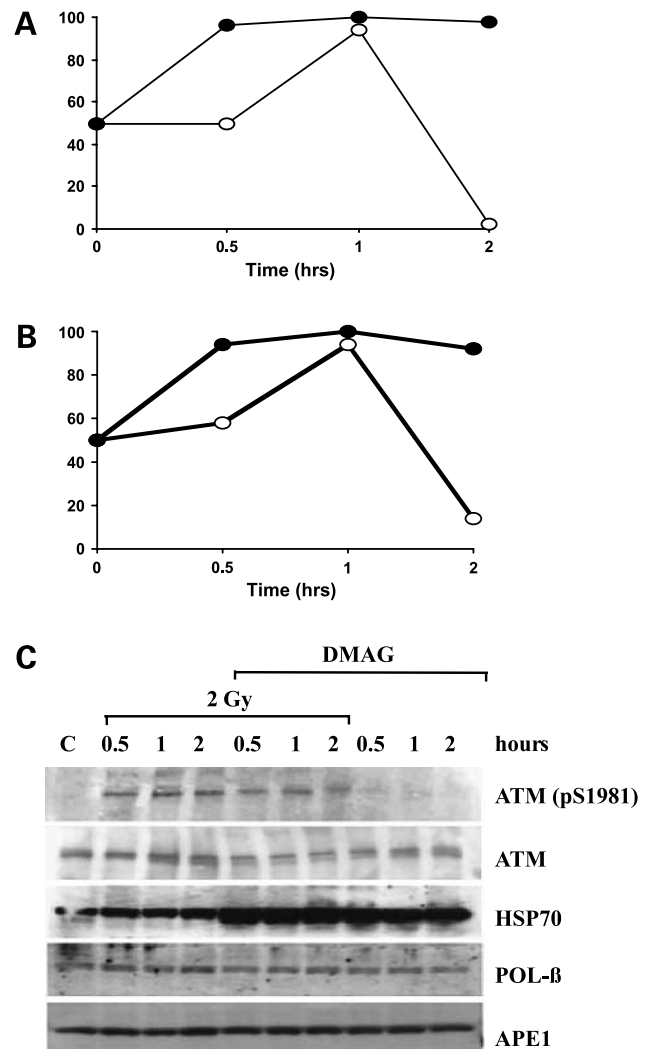 A
100
80
60
40
20
0
0 0.5 1 2
Time (hrs)
B
100
80
60
40
20
0
0 0.5 1 2
Time (hrs)
C
DMAG
2 Gy
C 0.5 1 2 0.5 1 2 0.5 1 2 hours
ATM (pS1981)
ATM
HSP70
POL-ß
APE1